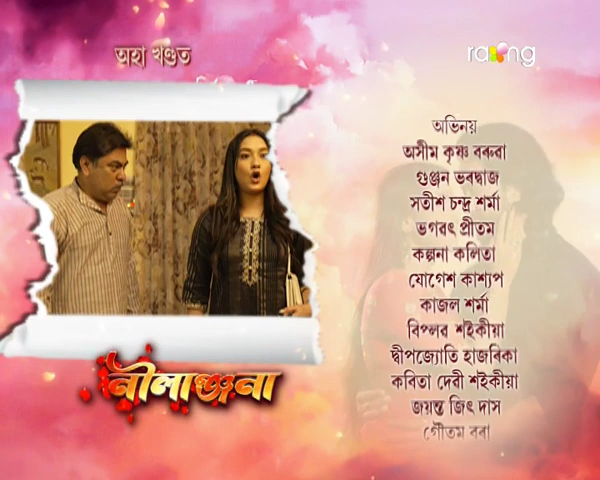 অহা খণ্ডত
rang
অভিনয়
অসীম কৃষ্ণ বৰুৱা
গুঞ্জন ভৰদ্বাজ
সতীশ চন্দ্ৰ শৰ্মা
ভগৱৎ প্ৰীতম
কল্পনা কলিতা
যোগেশ কাশ্যপ
কাজল শৰ্মা
বিপ্লৱ শইকীয়া
দ্বীপজ্যোতি হাজৰিকা
কবিতা দেৱী শইকীয়া
জয়ন্ত জিৎ দাস
গৌতম বৰা
নীলাঞ্জনা